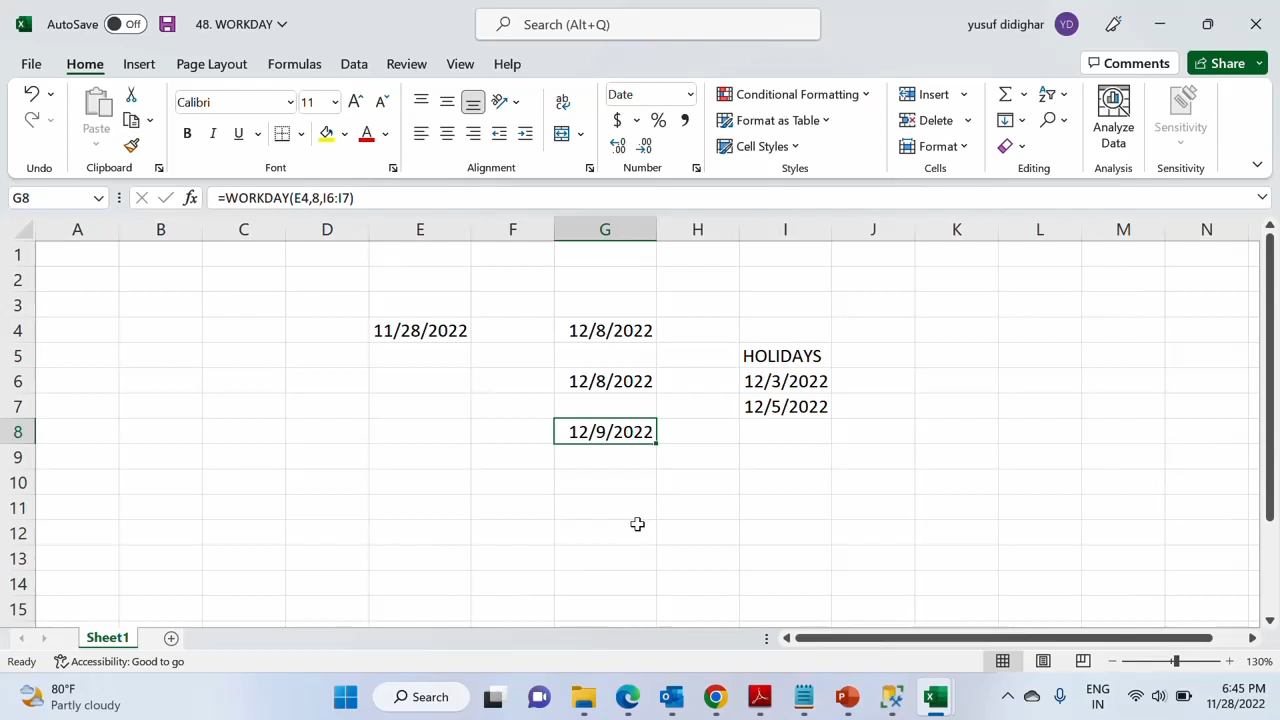 AutoSave Off 48. WORKDAY Search (Alt+Q) yusuf didighar YD
File Home Insert Page Layout Formulas Data Review View Help Comments Share
Calibri 11 Date Conditional Formatting Insert
Paste B I U $ % Format as Table Delete Analyze Data Sensitivity
Cell Styles Format
Undo Clipboard Font Alignment Number Styles Cells Editing Analysis Sensitivity
G8 fx =WORKDAY(E4,8,I6:I7)
A B C D E F G H I J K L M N
1
2
3
4 11/28/2022 12/8/2022
5 HOLIDAYS
6 12/8/2022 12/3/2022
7 12/5/2022
8 12/9/2022
9
10
11
12
13
14
15
Sheet1
Ready Accessibility: Good to go 130%
80°F ENG 6:45 PM
Partly cloudy Search IN 11/28/2022